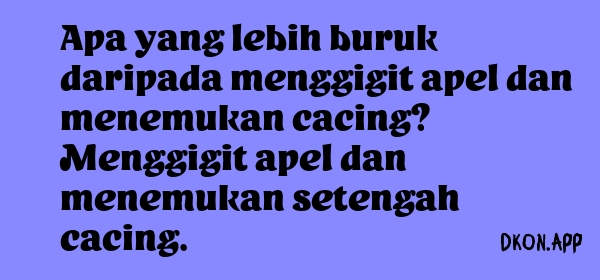 Apa yang lebih buruk
daripada menggigit apel dan
menemukan cacing?
Menggigit apel dan
menemukan setengah
cacing.
DKON.APP